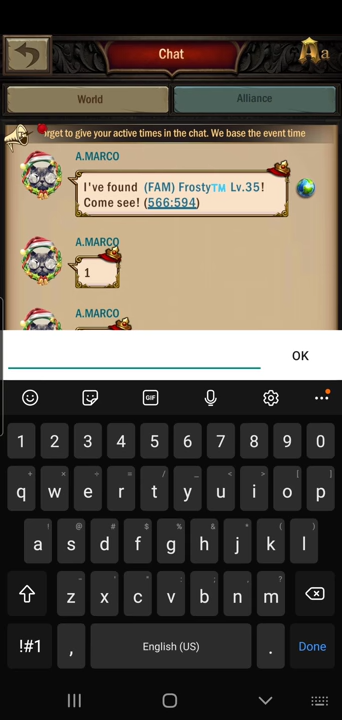 Chat
Aa
World
Alliance
rget to give your active times in the chat. We base the event time
A.MARCO
I've found (FAM) Frosty™ Lv.35!
Come see! (566:594)
A.MARCO
1
A.MARCO
OK
GIF
1 2 3 4 5 6 7 8 9 0
+ × ÷ = / _ < > [ ]
q w e r t y u i o p
! @ # $ % ^ & * ( )
a s d f g h j k l
- ' " : ; , ?
z x c v b n m
!#1 , English (US) . Done